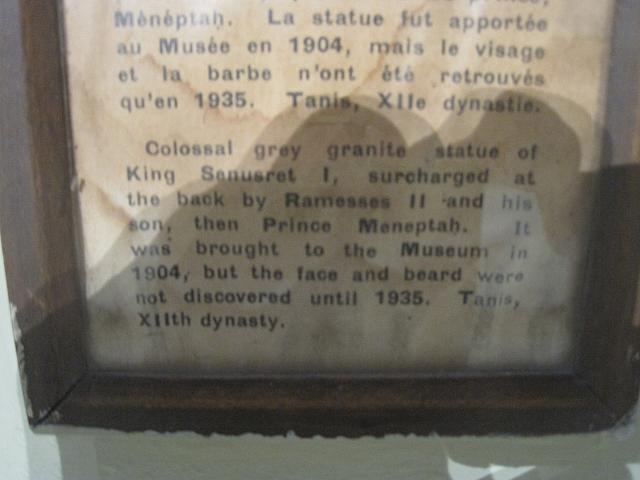 Ménéptaḥ. La statue fut apportée
au Musée en 1904, mais le visage
et la barbe n'ont été retrouvés
qu'en 1935. Tanis, XIIe dynastie.
Colossal grey granite statue of
King Senusret I, surcharged at
the back by Ramesses II and his
son, then Prince Meneptaḥ. It
was brought to the Museum in
1904, but the face and beard were
not discovered until 1935. Tanis,
XIIth dynasty.